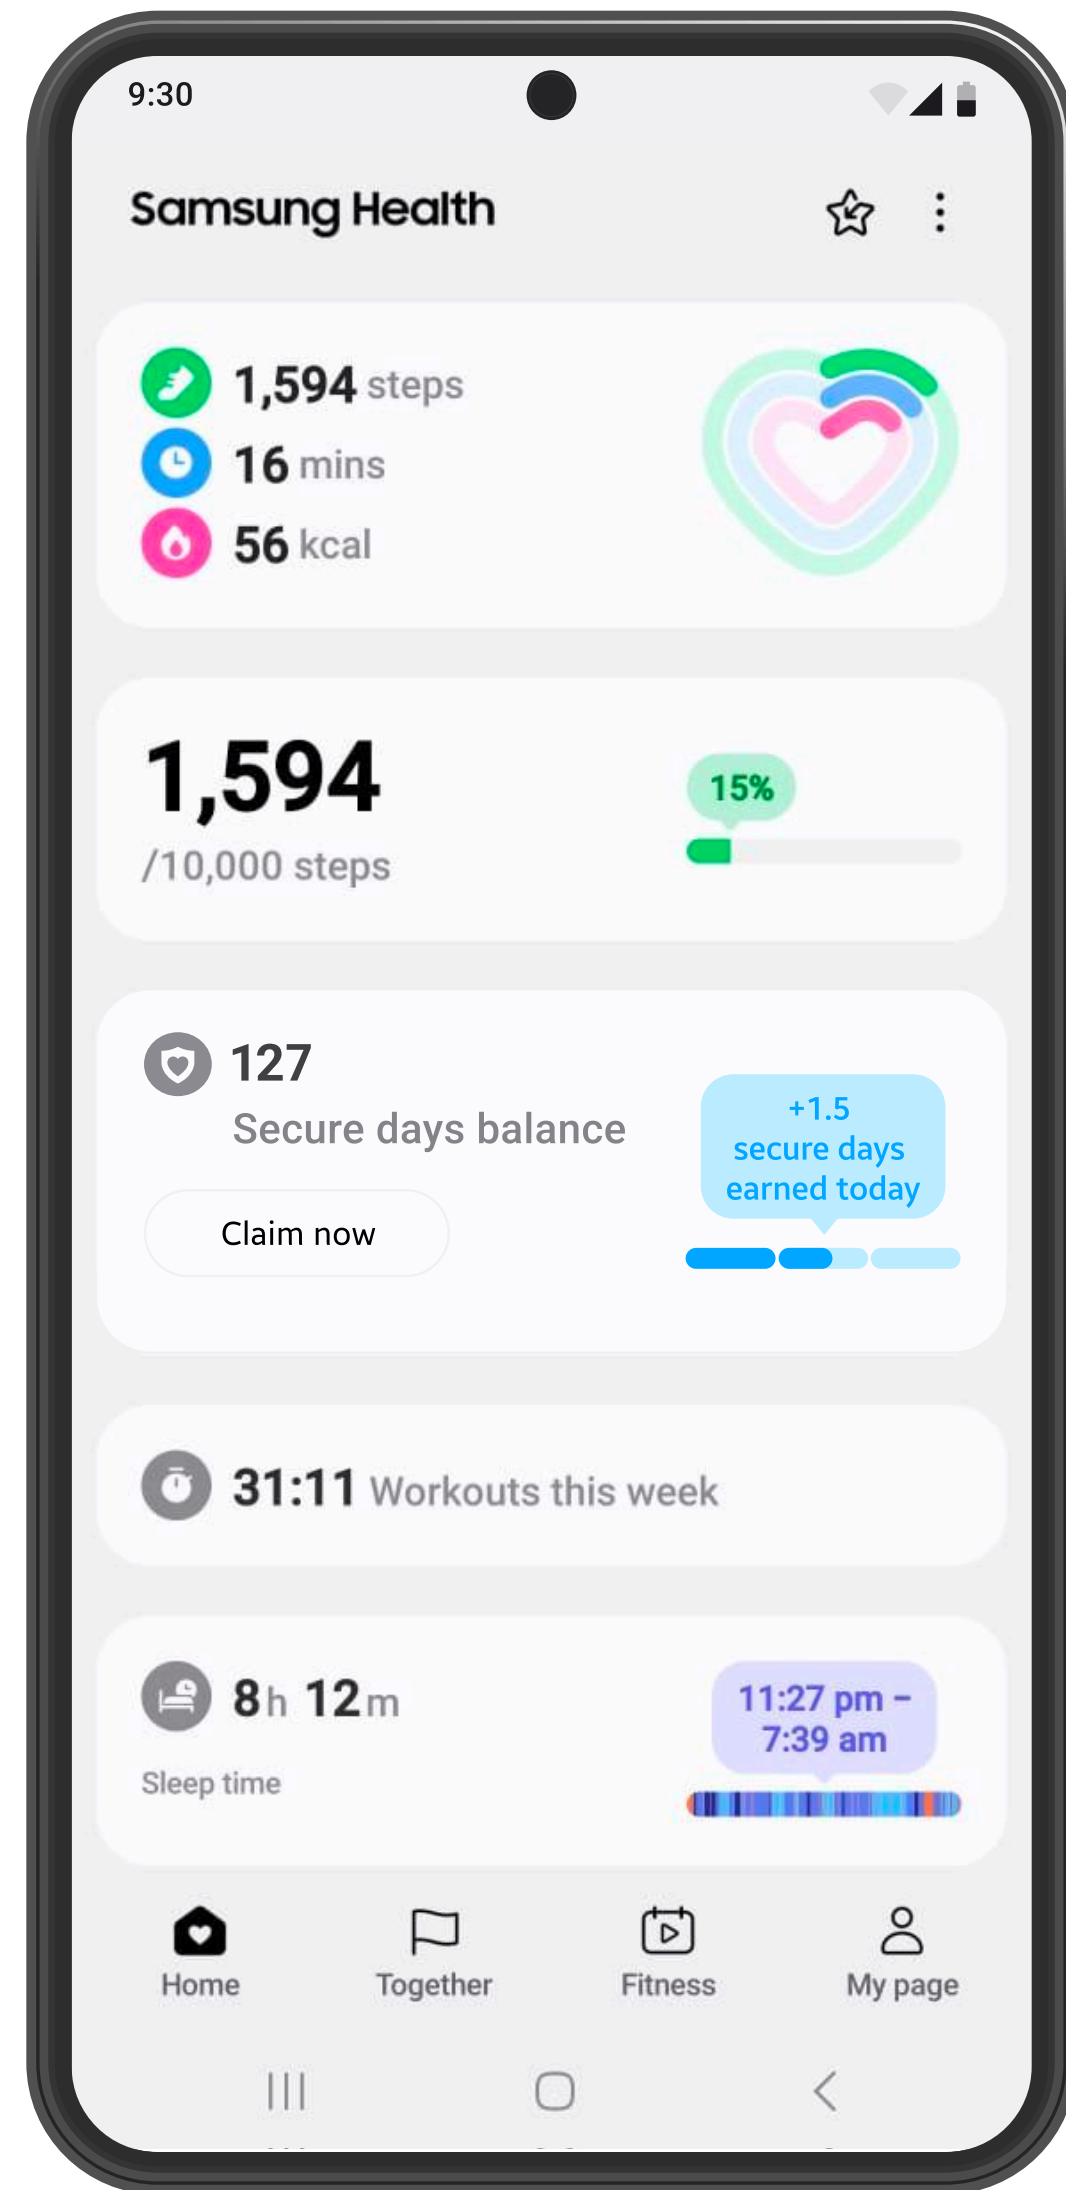 9:30
Samsung Health
1,594 steps
16 mins
56 kcal
1,594
/10,000 steps
15%
127
Secure days balance
Claim now
+1.5
secure days
earned today
31:11 Workouts this week
8h 12m
Sleep time
11:27 pm –
7:39 am
Home
Together
Fitness
My page